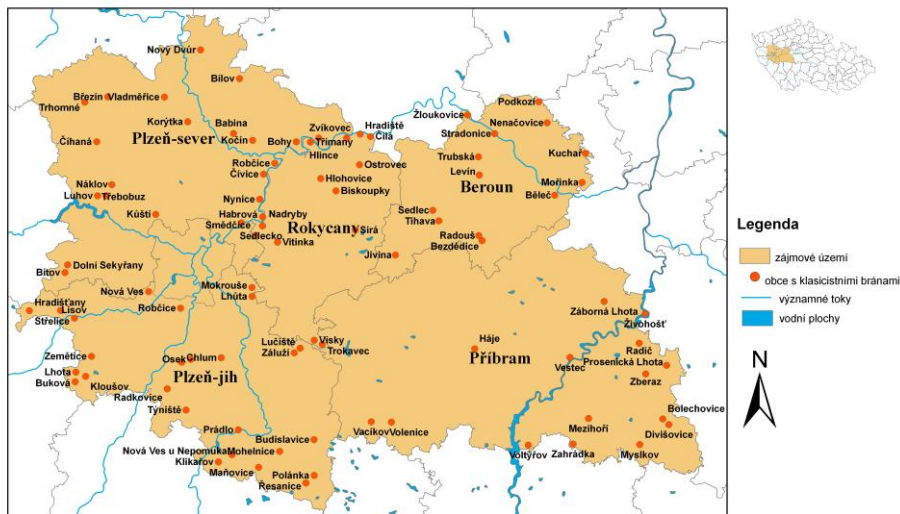 Nový Dvůr
Bílov
Březín
Vladměřice
Trhomné
Korýtka
Babina
Číhaná
Plzeň-sever
Kočín
Bohy
Zvíkovec
Hradiště
Čilá
Třímany
Hlince
Podkozí
Žloukovice
Nenačovice
Stradonice
Trubská
Kuchař
Levín
Beroun
Mořinka
Běleč
Robčice
Čívice
Ostrovec
Hlohovice
Biskoupky
Náklov
Luhov
Třebobuz
Kůští
Nynice
Habrová
Nadryby
Smědčice
Rokycany
Sirá
Sedlecko
Vitinka
Sedlec
Tihava
Radouš
Bezdědice
Jivina
Dolní Sekyřany
Bítov
Nová Ves
Mokrouše
Lhůta
Hradišťany
Lisov
Střelice
Robčice
Záborná Lhota
Živohošť
Lučiště
Vísky
Záluží
Trokavec
Háje
Příbram
Radíč
Vestec
Prosenická Lhota
Zberaz
Zemětice
Osek
Chlum
Lhota
Plzeň-jih
Buková
Kloušov
Radkovice
Týniště
Bolechovice
Mezihoří
Divišovice
Prádlo
Budislavice
Vacíkov
Volenice
Nová Ves u Nepomuka
Mohelnice
Klikařov
Maňovice
Polánka
Řesanice
Voltýřov
Zahrádka
Myslkov
Legenda
zájmové území
obce s klasicistními bránami
významné toky
vodní plochy
N